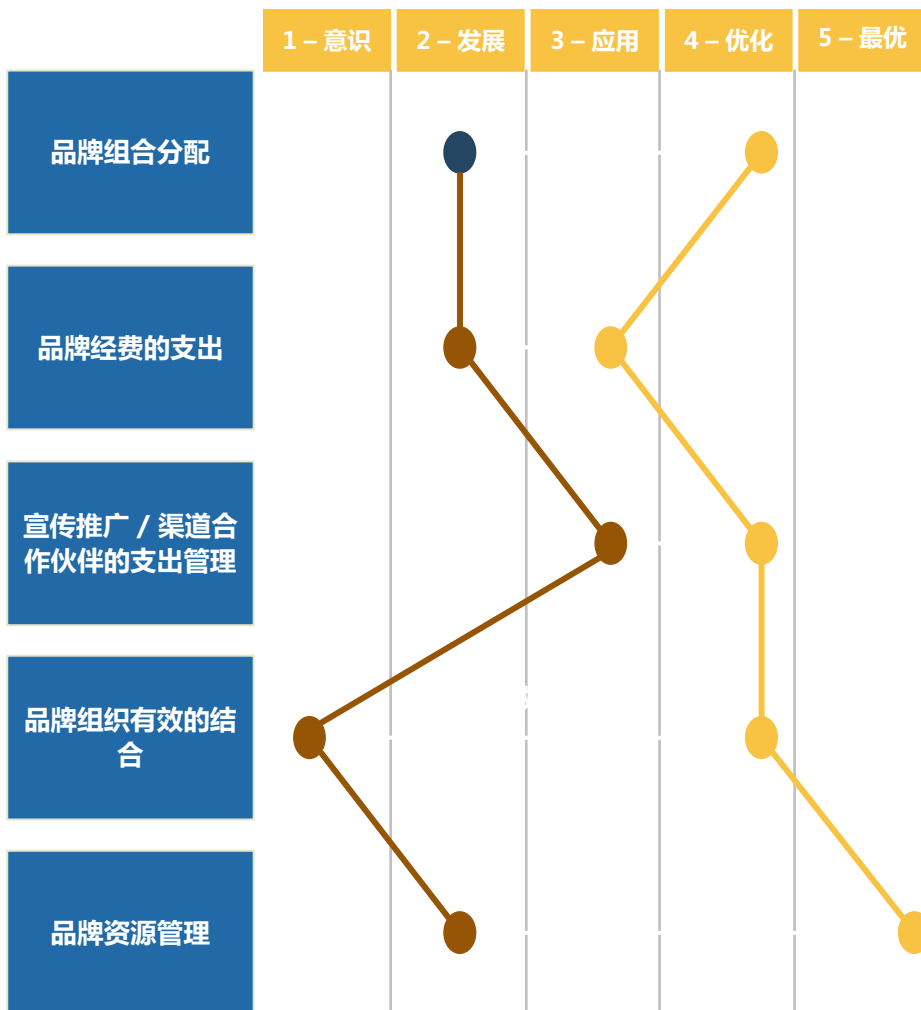 1 – 意识
2 – 发展
3 – 应用
4 – 优化
5 – 最优
品牌组合分配
品牌经费的支出
宣传推广 / 渠道合
作伙伴的支出管理
品牌组织有效的结
合
品牌资源管理